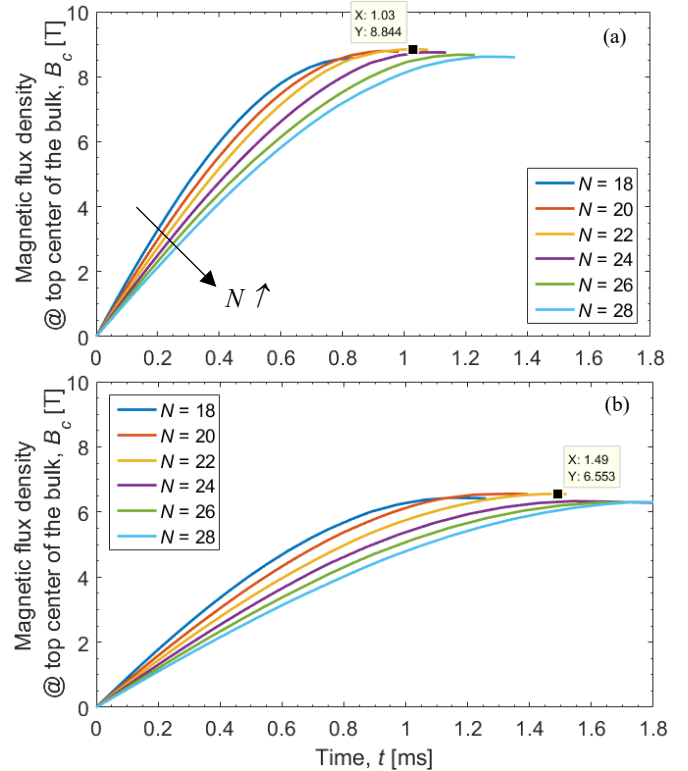 X: 1.03
Y: 8.844
(a)
Magnetic flux density
@ top center of the bulk, B_c [T]
10
8
6
4
2
0
N ↑
N = 18
N = 20
N = 22
N = 24
N = 26
N = 28
0 0.2 0.4 0.6 0.8 1 1.2 1.4 1.6 1.8
(b)
Magnetic flux density
@ top center of the bulk, B_c [T]
10
8
6
4
2
0
N = 18
N = 20
N = 22
N = 24
N = 26
N = 28
X: 1.49
Y: 6.553
0 0.2 0.4 0.6 0.8 1 1.2 1.4 1.6 1.8
Time, t [ms]